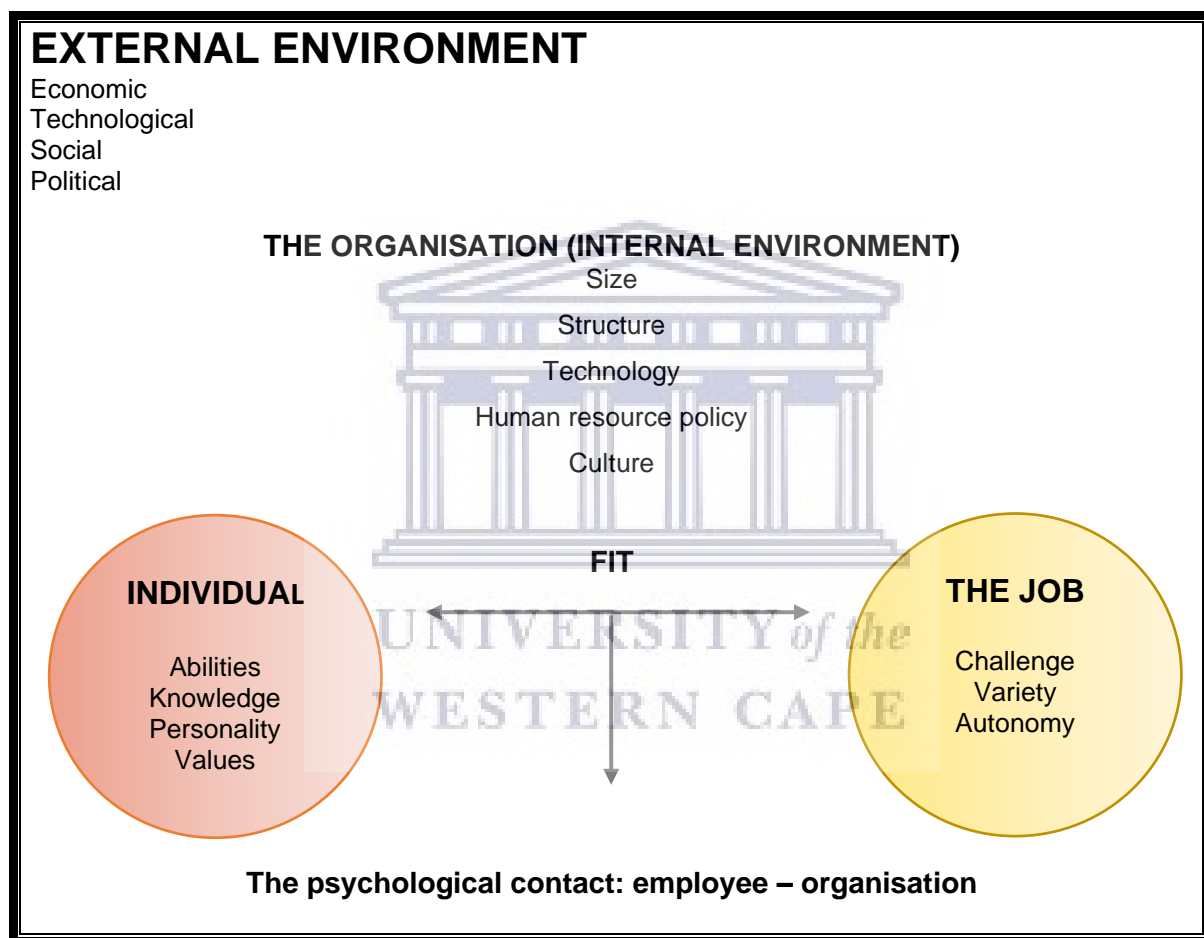 EXTERNAL ENVIRONMENT
Economic
Technological
Social
Political
THE ORGANISATION (INTERNAL ENVIRONMENT)
Size
Structure
Technology
Human resource policy
Culture
FIT
INDIVIDUAL
Abilities
Knowledge
Personality
Values
THE JOB
Challenge
Variety
Autonomy
UNIVERSITY of the
WESTERN CAPE
The psychological contact: employee – organisation